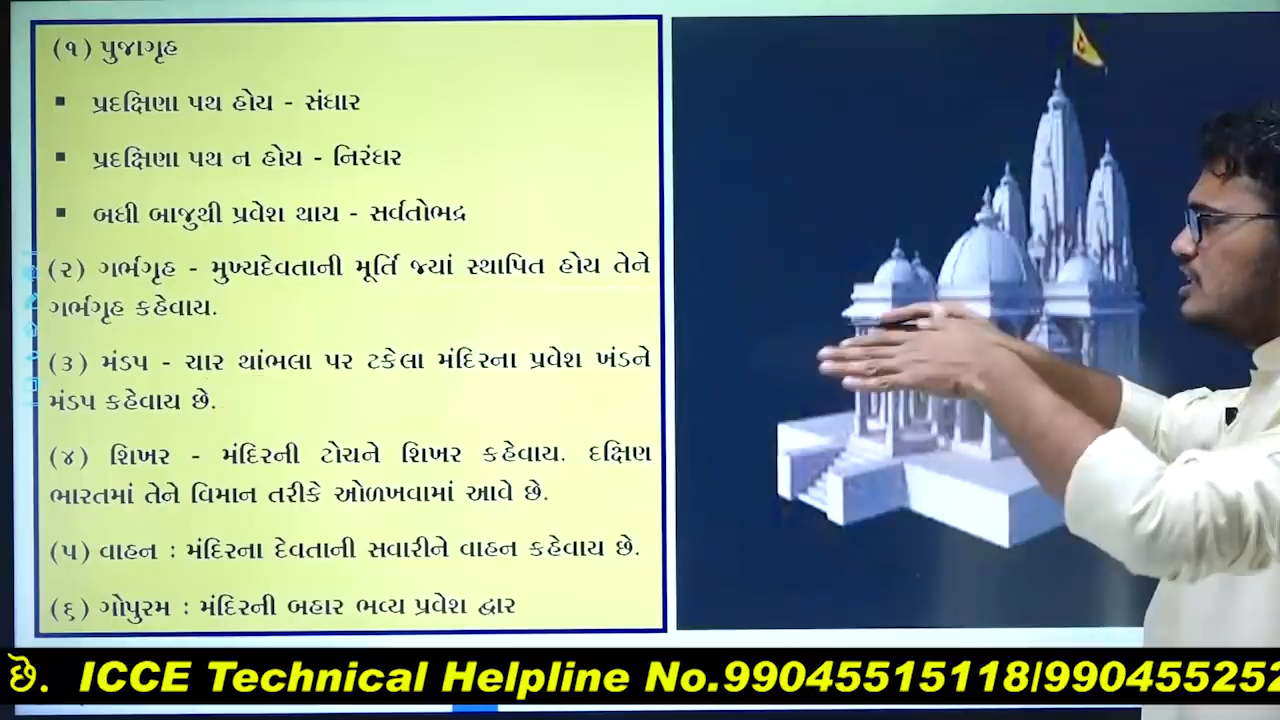 (૧) પુજાગૃહ
▪ પ્રદક્ષિણા પથ હોય - સંધાર
▪ પ્રદક્ષિણા પથ ન હોય - નિરંધર
▪ બધી બાજુથી પ્રવેશ થાય - સર્વતોભદ્ર
(૨) ગર્ભગૃહ - મુખ્યદેવતાની મૂર્તિ જ્યાં સ્થાપિત હોય તેને
ગર્ભગૃહ કહેવાય.
(૩) મંડપ - ચાર થાંભલા પર ટકેલા મંદિરના પ્રવેશ ખંડને
મંડપ કહેવાય છે.
(૪) શિખર - મંદિરની ટોચને શિખર કહેવાય. દક્ષિણ
ભારતમાં તેને વિમાન તરીકે ઓળખવામાં આવે છે.
(૫) વાહન : મંદિરના દેવતાની સવારીને વાહન કહેવાય છે.
(૬) ગોપુરમ : મંદિરની બહાર ભવ્ય પ્રવેશ દ્વાર
છે. ICCE Technical Helpline No.99045515118/990455252